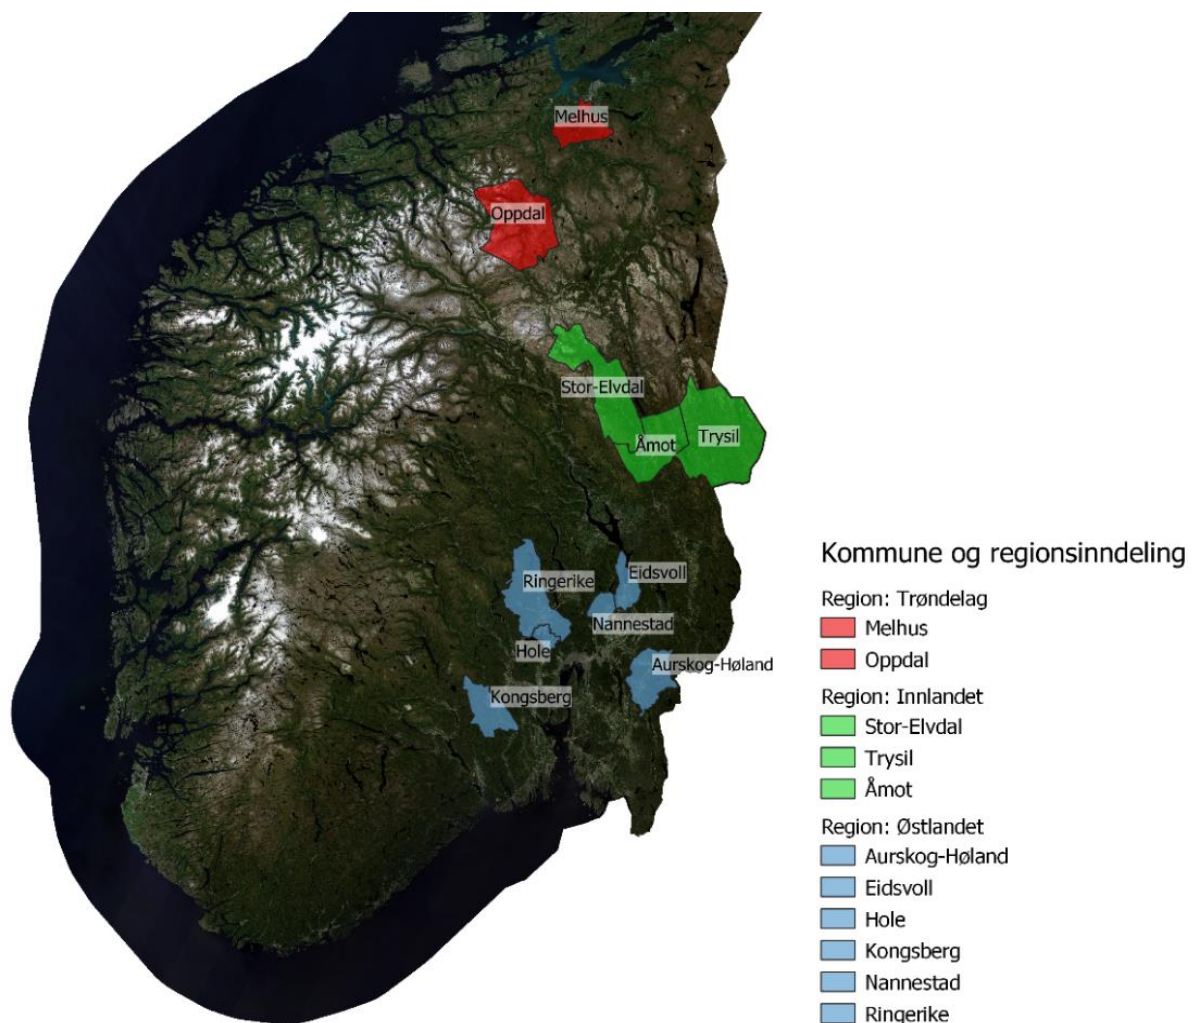 Melhus
Oppdal
Stor-Elvdal
Åmot
Trysil
Ringerike
Eidsvoll
Nannestad
Hole
Aurskog-Høland
Kongsberg
Kommune og regionsinndeling
Region: Trøndelag
Melhus
Oppdal
Region: Innlandet
Stor-Elvdal
Trysil
Åmot
Region: Østlandet
Aurskog-Høland
Eidsvoll
Hole
Kongsberg
Nannestad
Ringerike